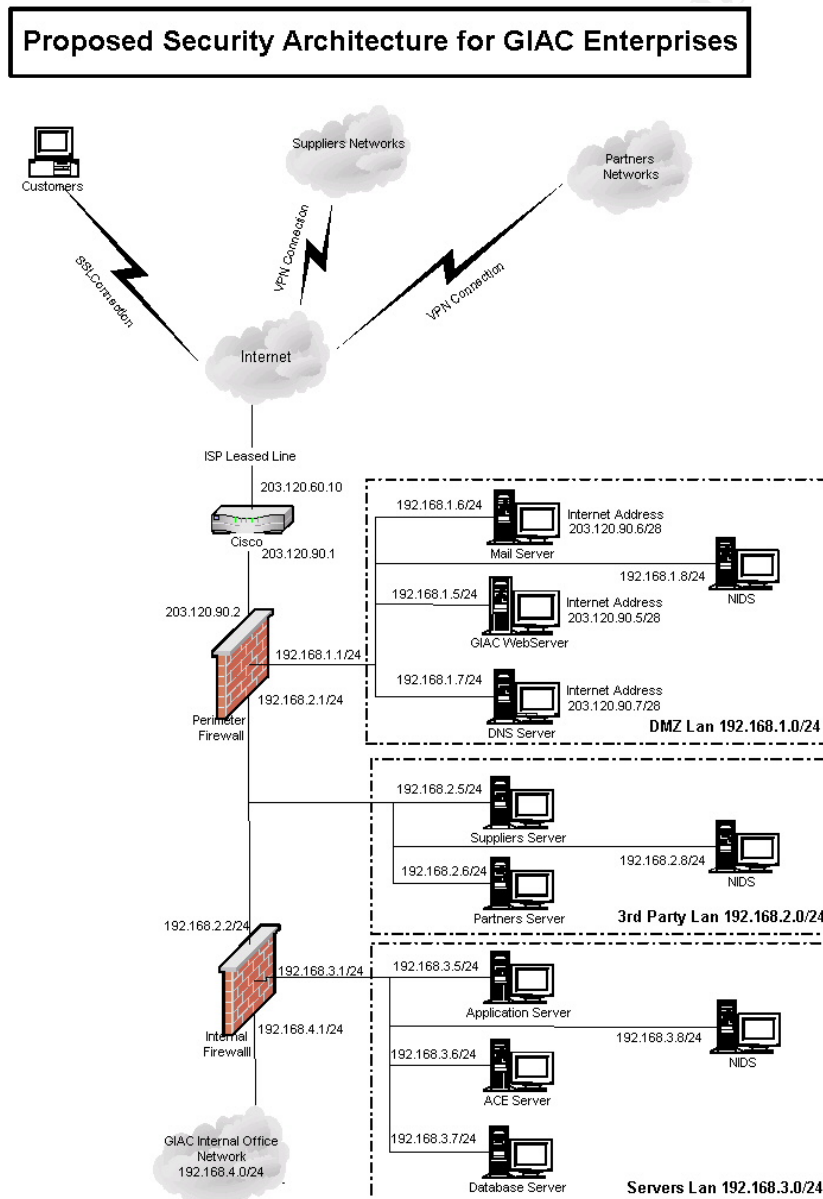 Proposed Security Architecture for GIAC Enterprises
Customers
Suppliers Networks
Partners
Networks
SSLConnection
VPN Connection
VPN Connection
Internet
ISP Leased Line
203.120.60.10
Cisco
203.120.90.1
203.120.90.2
192.168.1.1/24
192.168.2.1/24
Perimeter
Firewall
192.168.1.6/24
Internet Address
203.120.90.6/28
Mail Server
192.168.1.8/24
NIDS
192.168.1.5/24
Internet Address
203.120.90.5/28
GIAC WebServer
192.168.1.7/24
Internet Address
203.120.90.7/28
DNS Server
DMZ Lan 192.168.1.0/24
192.168.2.5/24
Suppliers Server
192.168.2.8/24
NIDS
192.168.2.6/24
Partners Server
3rd Party Lan 192.168.2.0/24
192.168.2.2/24
192.168.3.1/24
192.168.4.1/24
Internal
Firewalll
192.168.3.5/24
Application Server
192.168.3.8/24
NIDS
192.168.3.6/24
ACE Server
192.168.3.7/24
Database Server
Servers Lan 192.168.3.0/24
GIAC Internal Office
Network
192.168.4.0/24